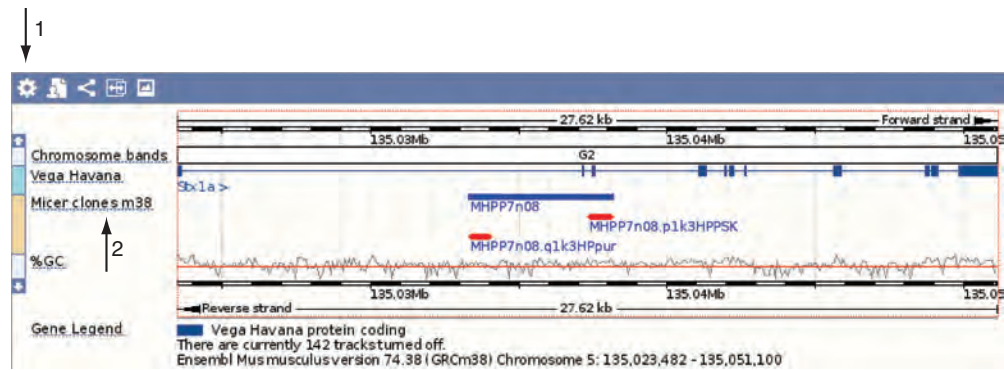 1
27.62 kb Forward strand
135.03Mb 135.04Mb 135.05
Chromosome bands G2
Vega Havana
Stx1a >
Micer clones m38 MHPP7n08
MHPP7n08.p1k3HPPSK
2
MHPP7n08.q1k3HPpur
%GC
135.03Mb 135.04Mb 135.05
Reverse strand 27.62 kb
Gene Legend Vega Havana protein coding
There are currently 142 tracks turned off.
Ensembl Mus musculus version 74.38 (GRCm38) Chromosome 5: 135,023,482 - 135,051,100